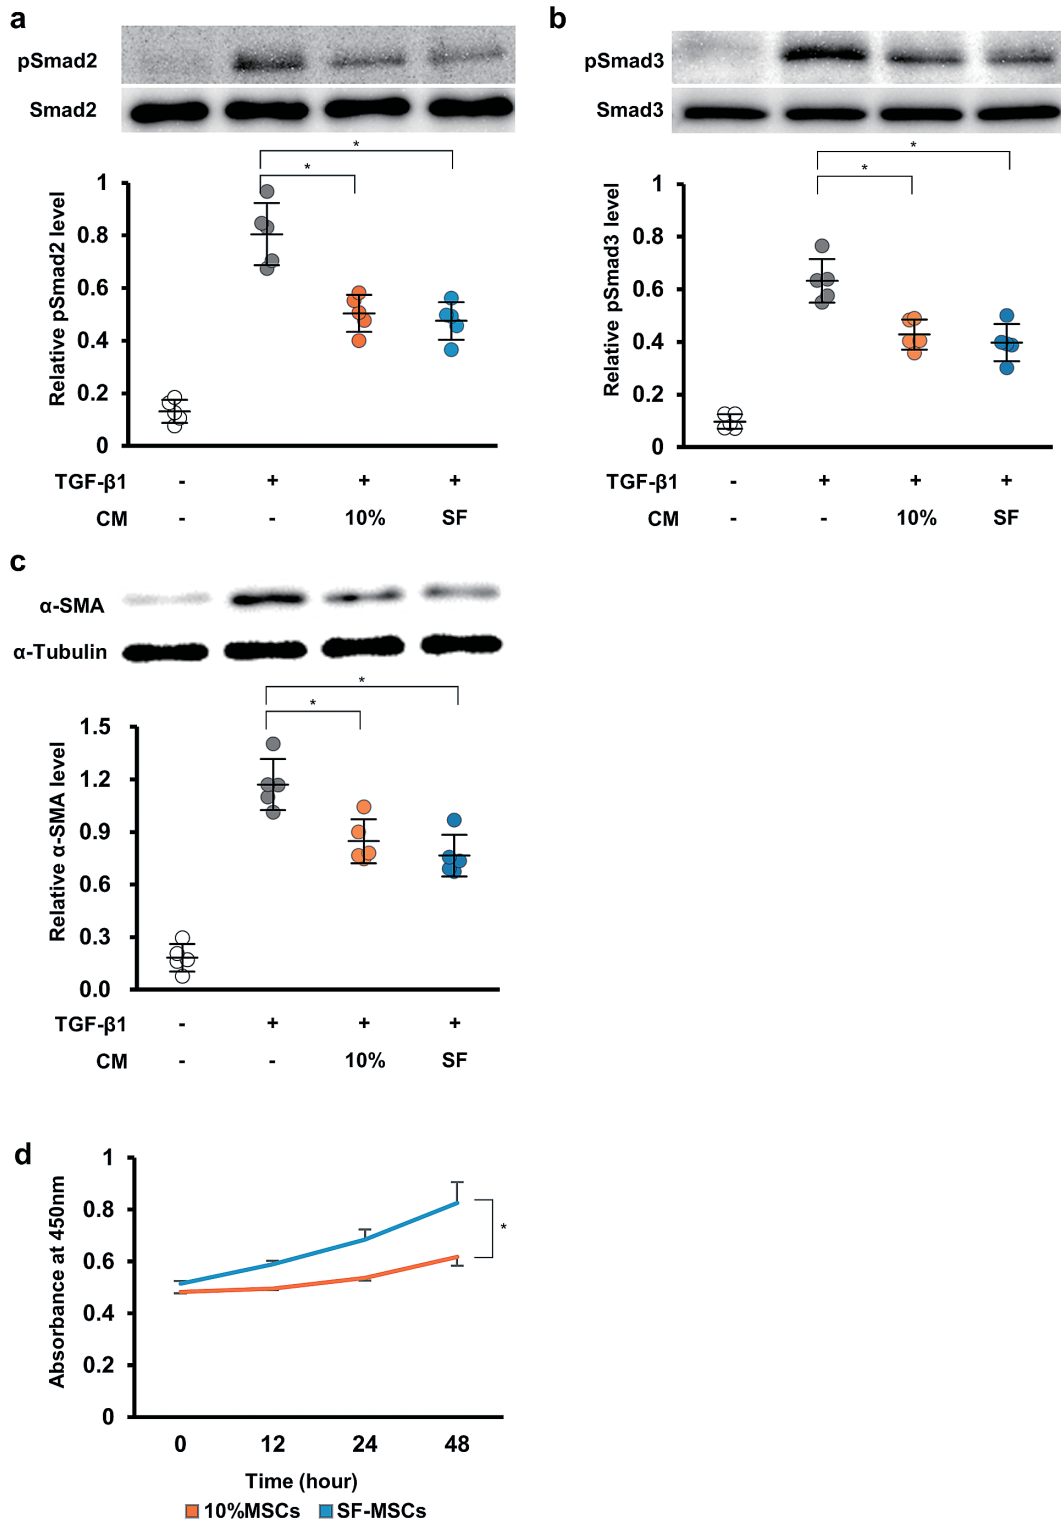 a
pSmad2
Smad2
*
*
Relative pSmad2 level
1
0.8
0.6
0.4
0.2
0
TGF-β1 - + + +
CM - - 10% SF
b
pSmad3
Smad3
*
*
Relative pSmad3 level
1
0.8
0.6
0.4
0.2
0
TGF-β1 - + + +
CM - - 10% SF
c
α-SMA
α-Tubulin
*
*
Relative α-SMA level
1.5
1.2
0.9
0.6
0.3
0.0
TGF-β1 - + + +
CM - - 10% SF
d
Absorbance at 450nm
1
0.8
0.6
0.4
0.2
0
*
0 12 24 48
Time (hour)
10%MSCs SF-MSCs